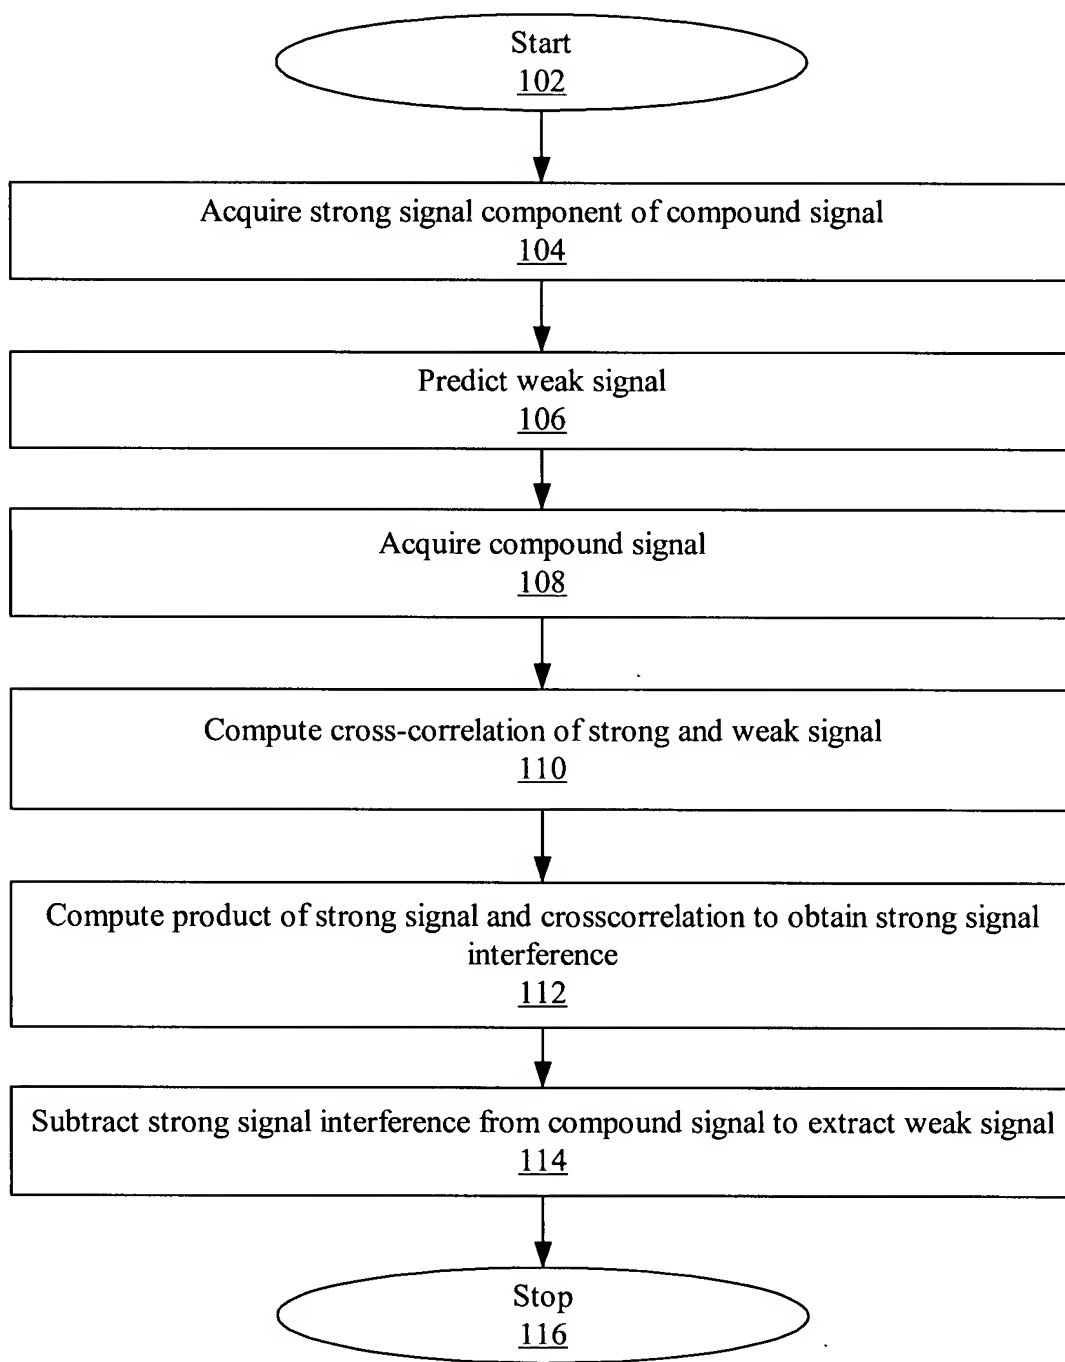 Start
102
Acquire strong signal component of compound signal
104
Predict weak signal
106
Acquire compound signal
108
Compute cross-correlation of strong and weak signal
110
Compute product of strong signal and crosscorrelation to obtain strong signal
interference
112
Subtract strong signal interference from compound signal to extract weak signal
114
Stop
116